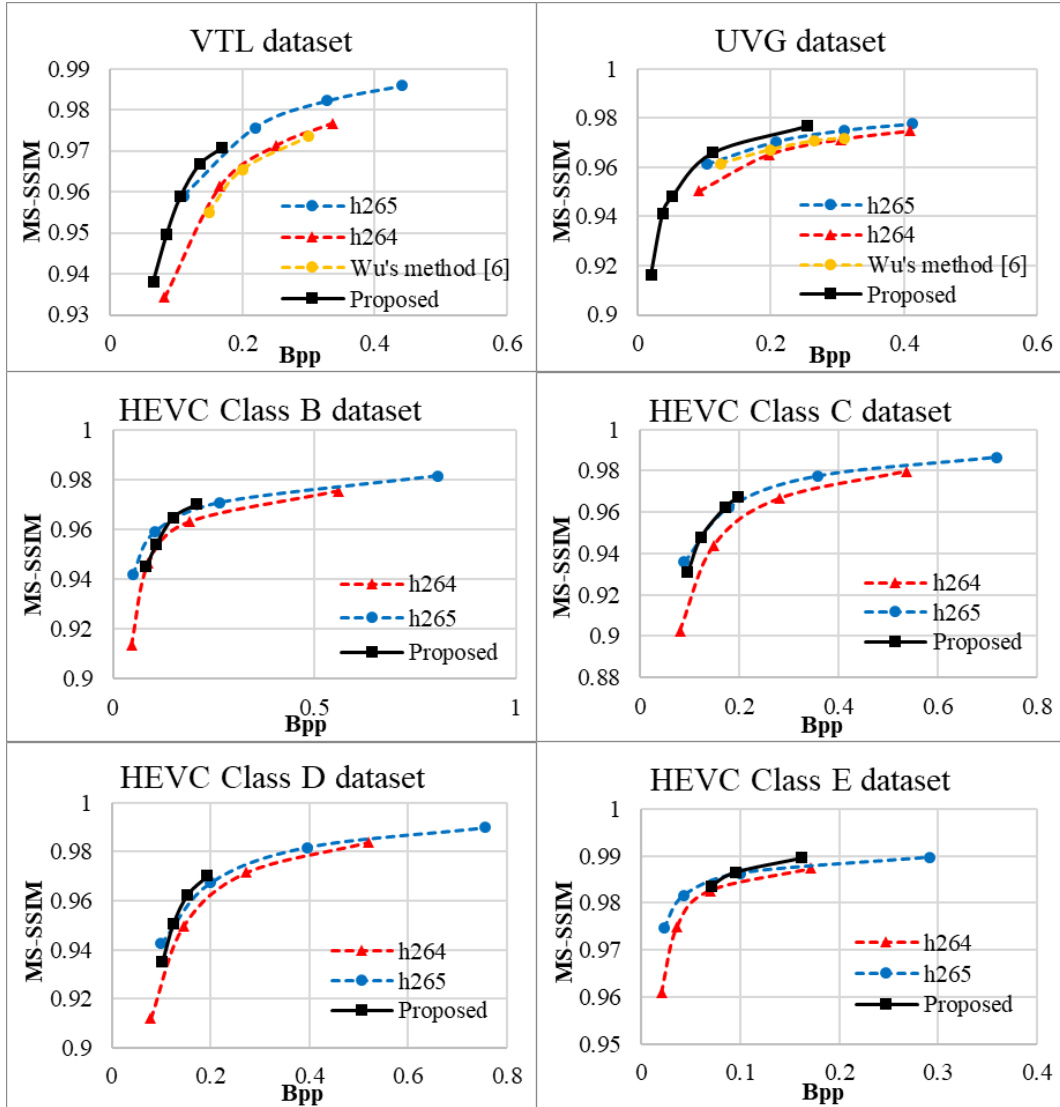 VTL dataset
0.99
0.98
0.97
0.96
0.95
0.94
0.93
MS-SSIM
0 0.2 0.4 0.6
Bpp
h265
h264
Wu's method [6]
Proposed
UVG dataset
1
0.98
0.96
0.94
0.92
0.9
MS-SSIM
0 0.2 0.4 0.6
Bpp
h265
h264
Wu's method [6]
Proposed
HEVC Class B dataset
1
0.98
0.96
0.94
0.92
0.9
MS-SSIM
0 0.5 1
Bpp
h264
h265
Proposed
HEVC Class C dataset
1
0.98
0.96
0.94
0.92
0.9
0.88
MS-SSIM
0 0.2 0.4 0.6 0.8
Bpp
h264
h265
Proposed
HEVC Class D dataset
1
0.98
0.96
0.94
0.92
0.9
MS-SSIM
0 0.2 0.4 0.6 0.8
Bpp
h264
h265
Proposed
HEVC Class E dataset
1
0.99
0.98
0.97
0.96
0.95
MS-SSIM
0 0.1 0.2 0.3 0.4
Bpp
h264
h265
Proposed